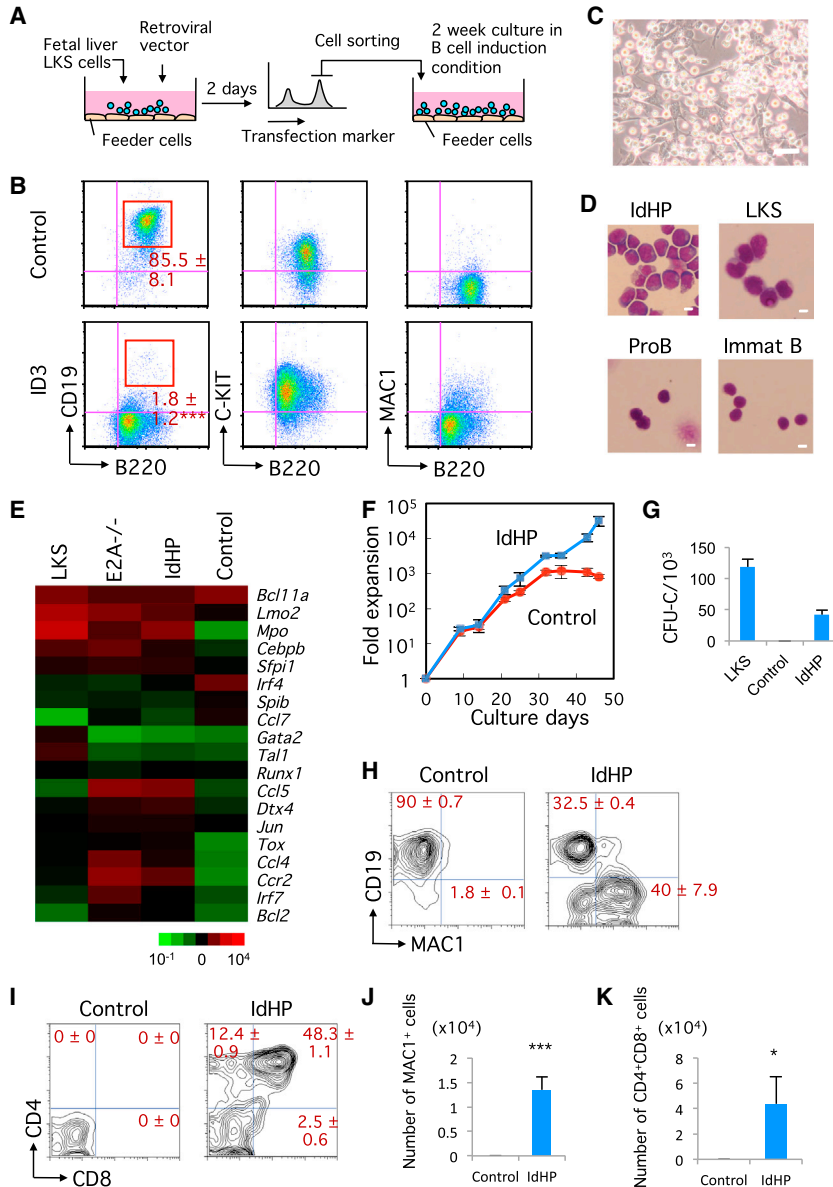 A
Fetal liver
LKS cells
Retroviral
vector
2 days
Cell sorting
2 week culture in
B cell induction
condition
Feeder cells
Transfection marker
Feeder cells
B
Control
85.5 ±
8.1
ID3
CD19
1.8 ±
1.2***
B220
C-KIT
B220
MAC1
B220
C
D
IdHP
LKS
ProB
Immat B
E
LKS
E2A-/-
IdHP
Control
Bcl11a
Lmo2
Mpo
Cebpb
Sfpi1
Irf4
Spib
Ccl7
Gata2
Tal1
Runx1
Ccl5
Dtx4
Jun
Tox
Ccl4
Ccr2
Irf7
Bcl2
10-1 0 104
F
Fold expansion
105
104
103
102
10
1
IdHP
Control
0 10 20 30 40 50
Culture days
G
CFU-C/103
150
100
50
0
LKS
Control
IdHP
H
Control
IdHP
90 ± 0.7
1.8 ± 0.1
32.5 ± 0.4
40 ± 7.9
CD19
MAC1
I
Control
IdHP
0 ± 0
0 ± 0
0 ± 0
12.4 ±
0.9
48.3 ±
1.1
2.5 ±
0.6
CD4
CD8
J
Number of MAC1+ cells
(x104)
2
1.5
1
0.5
0
***
Control IdHP
K
Number of CD4+CD8+ cells
(x104)
8
6
4
2
0
*
Control IdHP